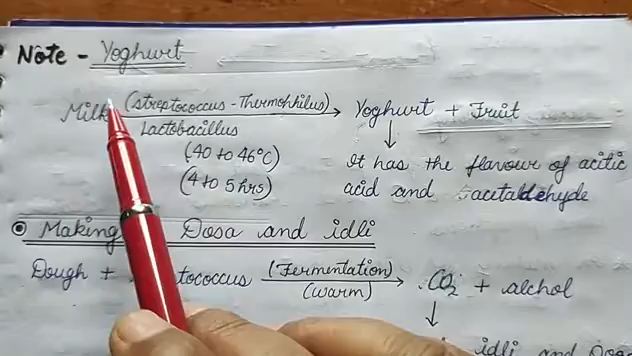 Note - Yoghurt
Milk (Streptococcus - Thermophilus) → Yoghurt + Fruit
Lactobacillus
(40 to 46°C)
(4 to 5 hrs)
↓
It has the flavour of acitic
acid and acetaldehyde
Making Dosa and idli
Dough + tococcus (Fermentation) → CO2 + alchol
(warm)
↓
idli and Dos